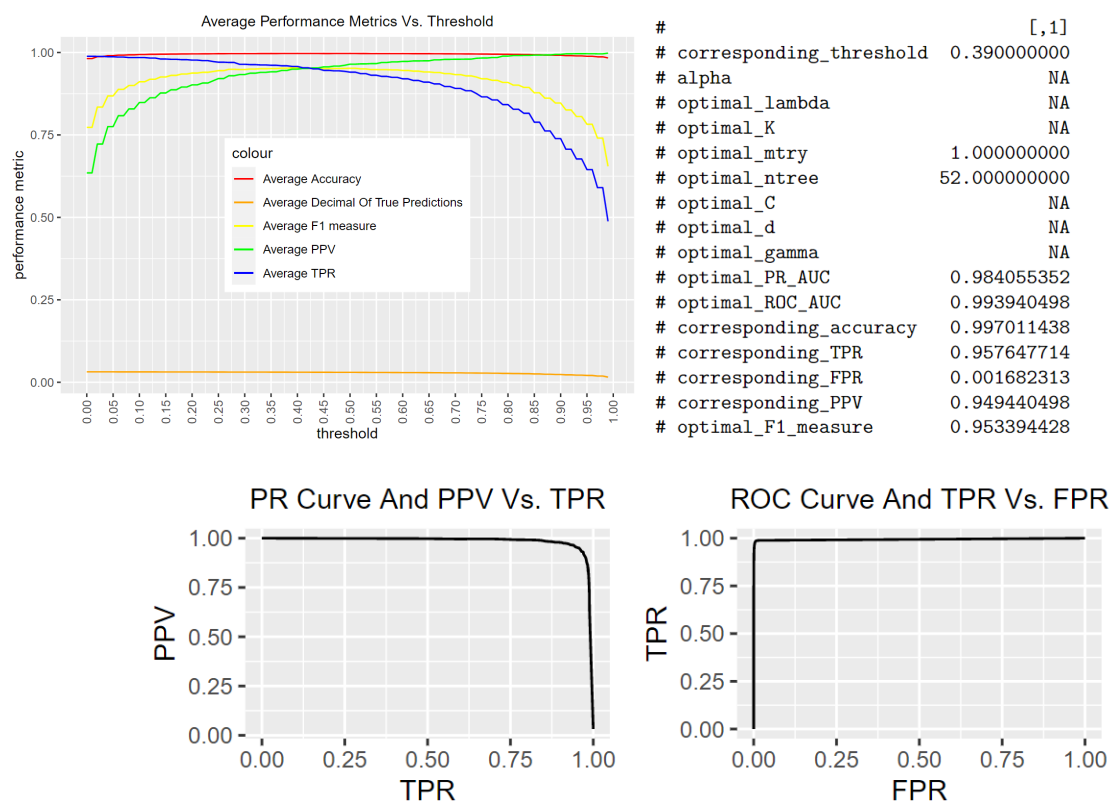 Average Performance Metrics Vs. Threshold
performance metric
1.00
0.75
0.50
0.25
0.00
colour
Average Accuracy
Average Decimal Of True Predictions
Average F1 measure
Average PPV
Average TPR
0.00 0.05 0.10 0.15 0.20 0.25 0.30 0.35 0.40 0.45 0.50 0.55 0.60 0.65 0.70 0.75 0.80 0.85 0.90 0.95 1.00
threshold
# [,1]
# corresponding_threshold 0.390000000
# alpha NA
# optimal_lambda NA
# optimal_K NA
# optimal_mtry 1.000000000
# optimal_ntree 52.000000000
# optimal_C NA
# optimal_d NA
# optimal_gamma NA
# optimal_PR_AUC 0.984055352
# optimal_ROC_AUC 0.993940498
# corresponding_accuracy 0.997011438
# corresponding_TPR 0.957647714
# corresponding_FPR 0.001682313
# corresponding_PPV 0.949440498
# optimal_F1_measure 0.953394428
PR Curve And PPV Vs. TPR
PPV
1.00
0.75
0.50
0.25
0.00
0.00 0.25 0.50 0.75 1.00
TPR
ROC Curve And TPR Vs. FPR
TPR
1.00
0.75
0.50
0.25
0.00
0.00 0.25 0.50 0.75 1.00
FPR